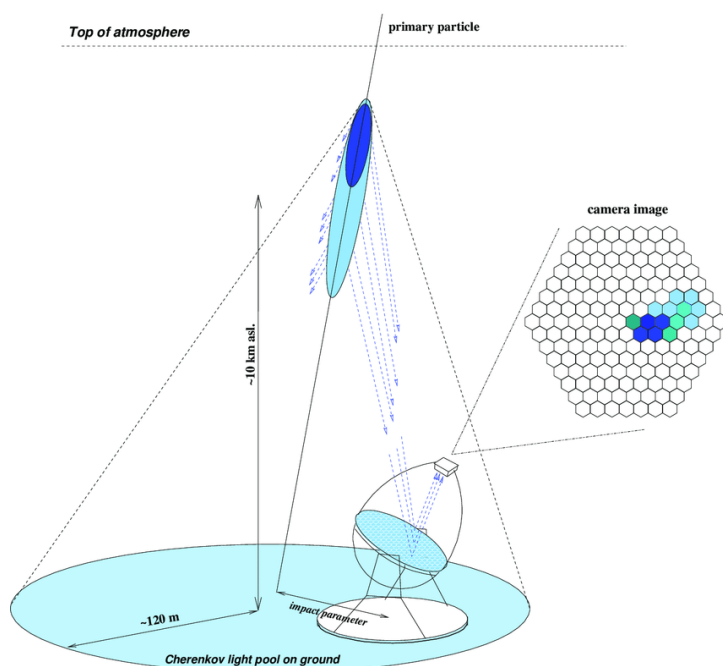 Top of atmosphere
primary particle
camera image
~10 km asl.
impact parameter
~120 m
Cherenkov light pool on ground